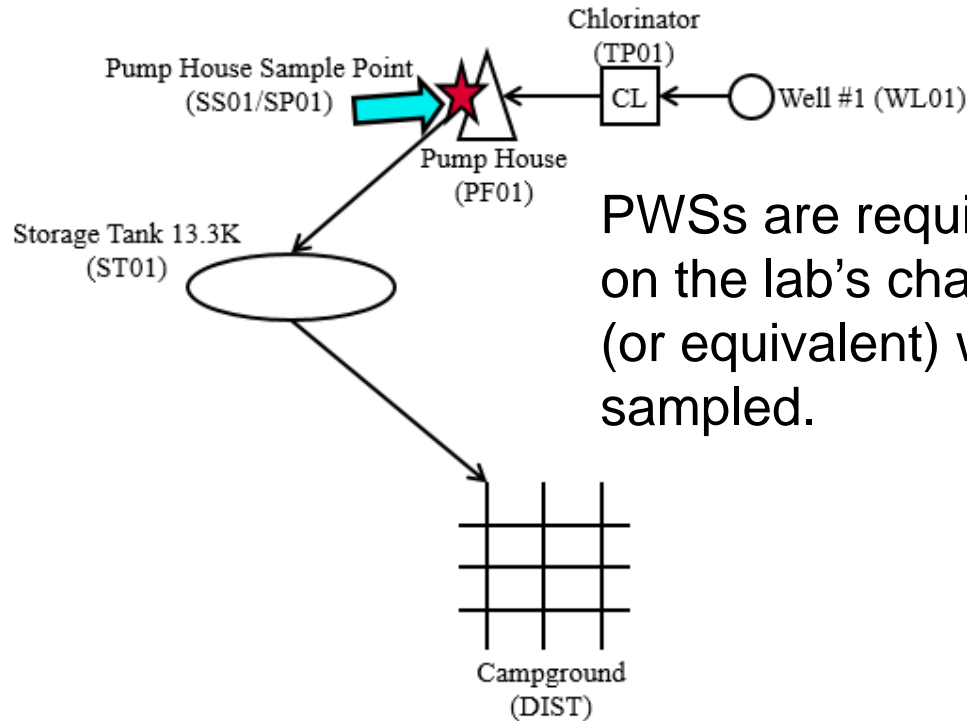 Chlorinator
(TP01)
Pump House Sample Point
(SS01/SP01)
CL
Well #1 (WL01)
Pump House
(PF01)
Storage Tank 13.3K
(ST01)
PWSs are requi
on the lab’s cha
(or equivalent) w
sampled.
Campground
(DIST)